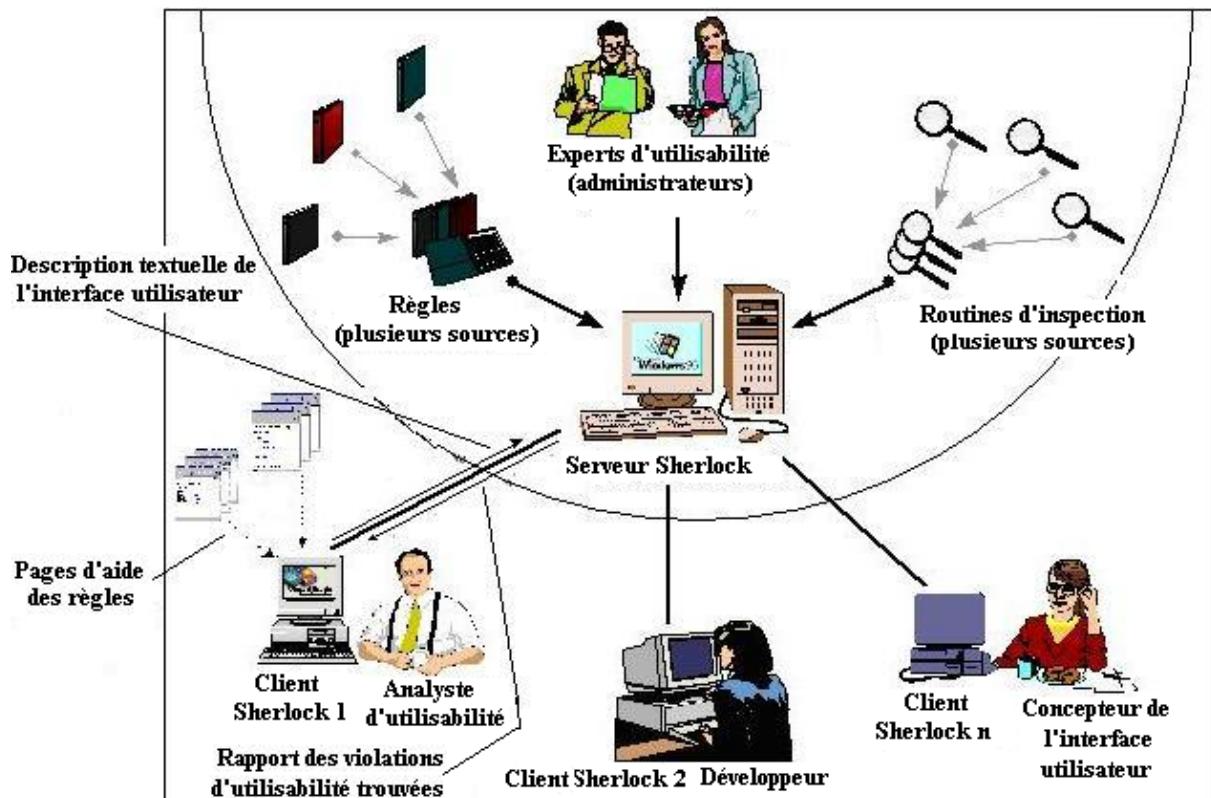 Experts d'utilisabilité
(administrateurs)
Description textuelle de
l'interface utilisateur
Règles
(plusieurs sources)
Routines d'inspection
(plusieurs sources)
Windows 95
Serveur Sherlock
Pages d'aide
des règles
Client
Sherlock 1
Analyste
d'utilisabilité
Rapport des violations
d'utilisabilité trouvées
Client Sherlock 2
Développeur
Client
Sherlock n
Concepteur de
l'interface
utilisateur